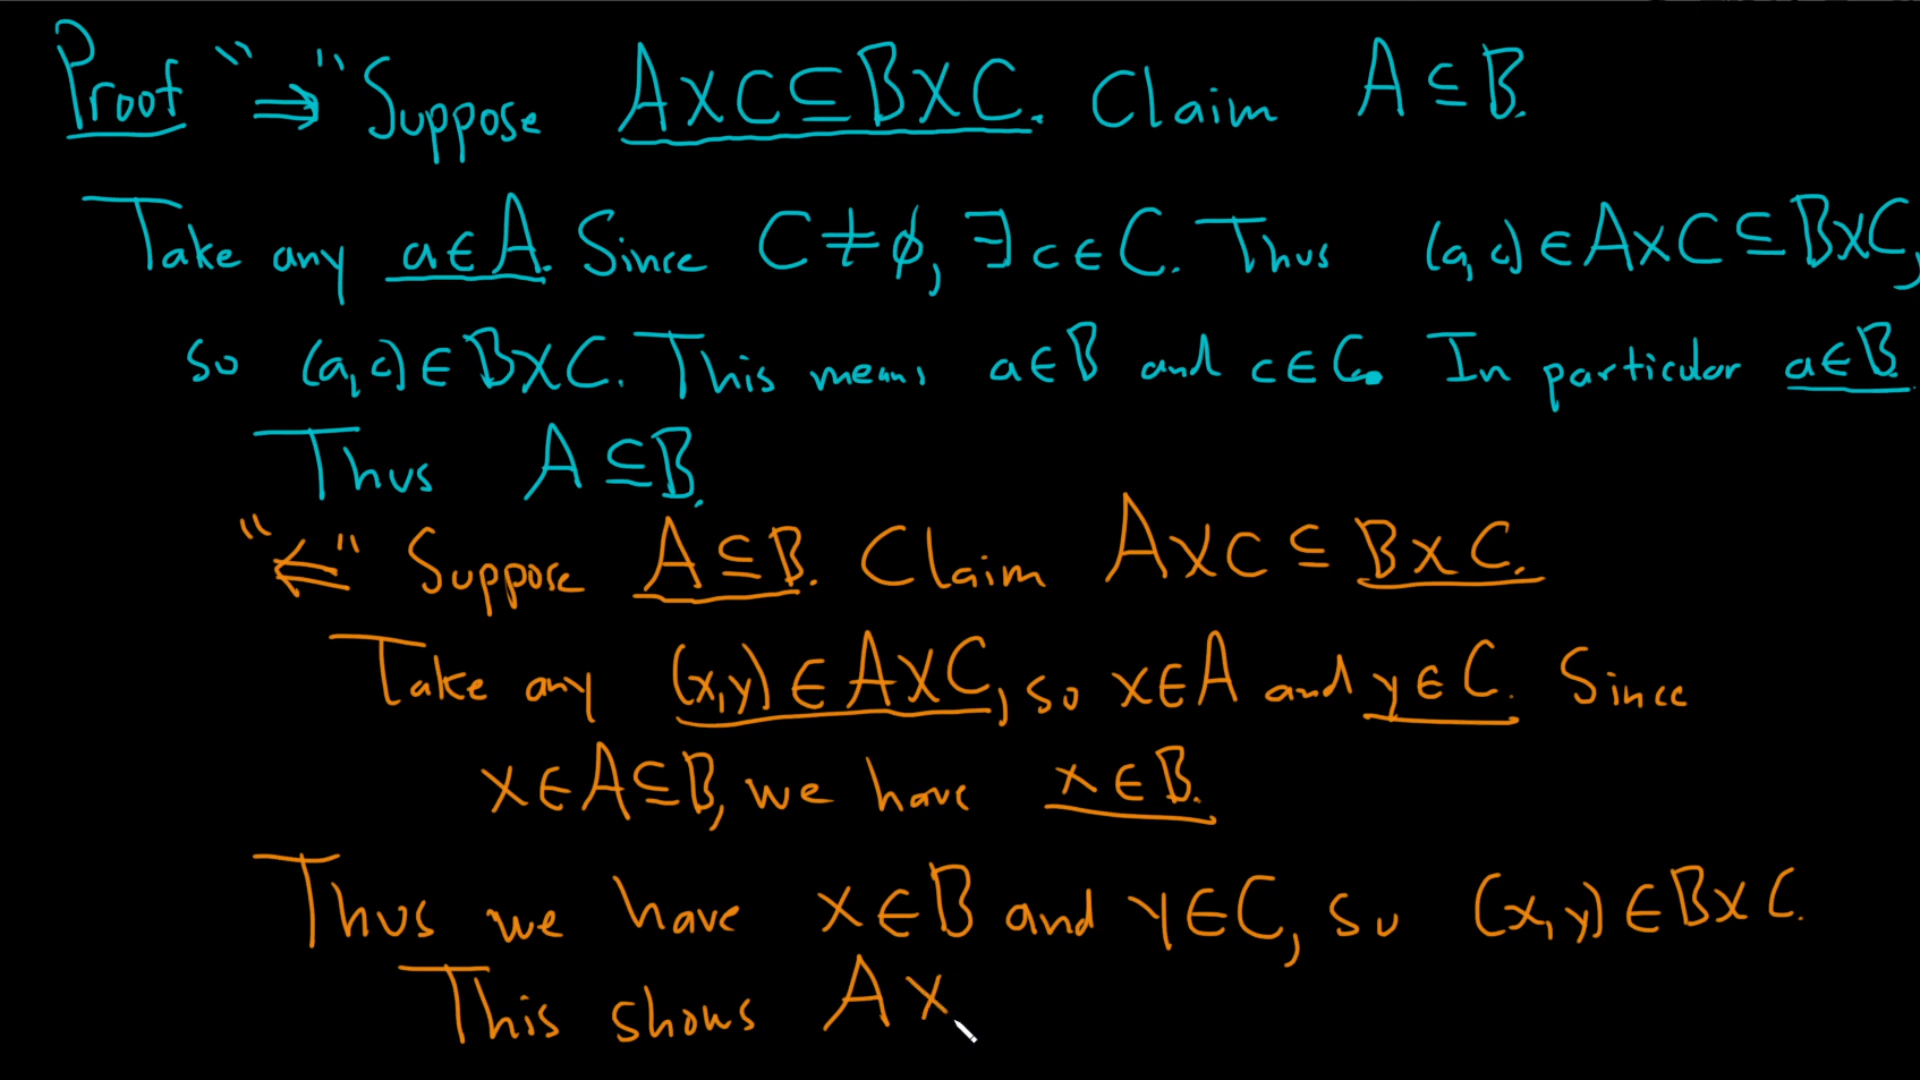 Proof "⇒" Suppose A×C⊆B×C. Claim A⊆B.
Take any a∈A. Since C≠∅, ∃c∈C. Thus (a,c)∈A×C⊆B×C,
so (a,c)∈B×C. This means a∈B and c∈C. In particular a∈B.
Thus A⊆B.
"⇐" Suppose A⊆B. Claim A×C⊆B×C.
Take any (x,y)∈A×C, so x∈A and y∈C. Since
x∈A⊆B, we have x∈B.
Thus we have x∈B and y∈C, so (x,y)∈B×C.
This shows A×